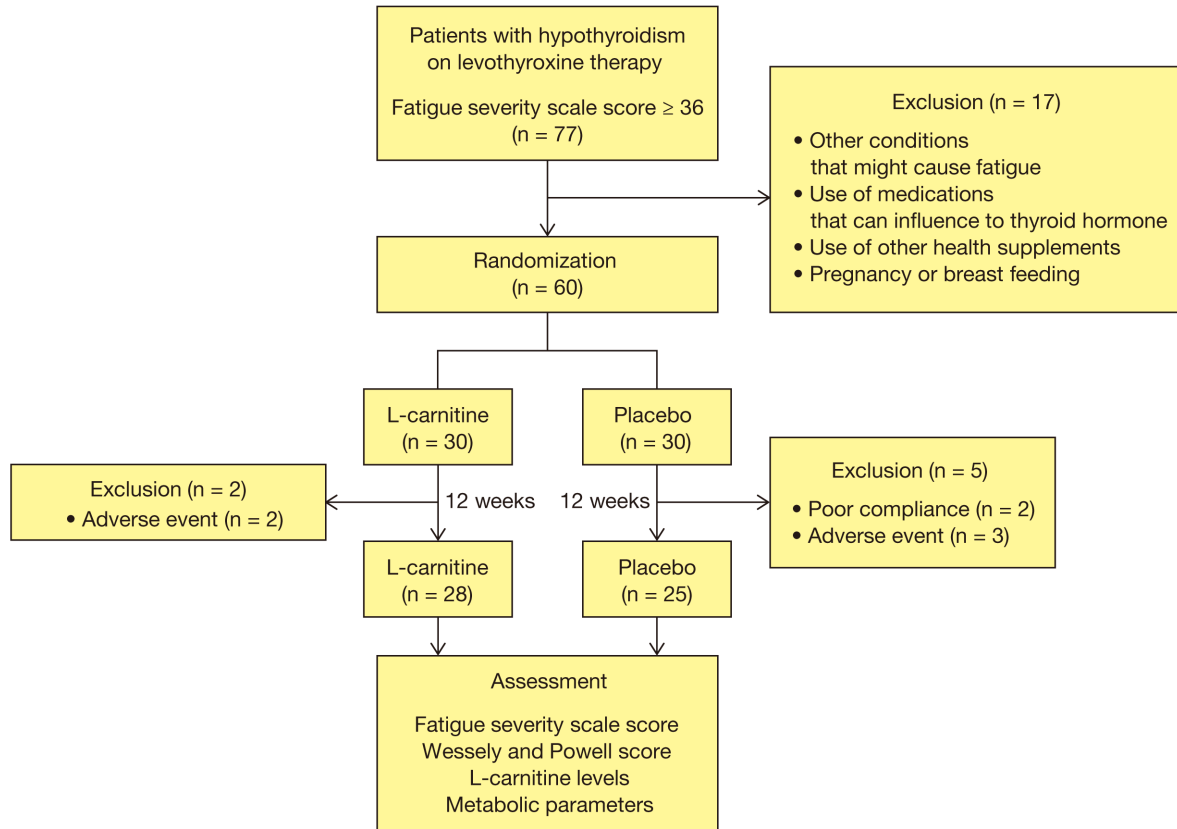 Patients with hypothyroidism
on levothyroxine therapy
Fatigue severity scale score ≥ 36
(n = 77)
Exclusion (n = 17)
• Other conditions
that might cause fatigue
• Use of medications
that can influence to thyroid hormone
• Use of other health supplements
• Pregnancy or breast feeding
Randomization
(n = 60)
L-carnitine
(n = 30)
Placebo
(n = 30)
Exclusion (n = 2)
• Adverse event (n = 2)
12 weeks
12 weeks
Exclusion (n = 5)
• Poor compliance (n = 2)
• Adverse event (n = 3)
L-carnitine
(n = 28)
Placebo
(n = 25)
Assessment
Fatigue severity scale score
Wessely and Powell score
L-carnitine levels
Metabolic parameters